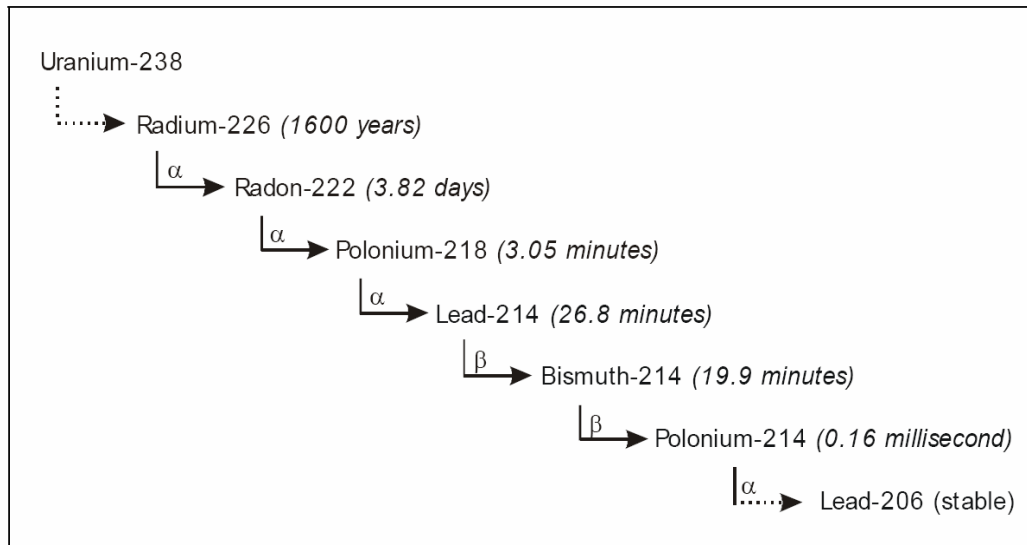 Uranium-238
Radium-226 (1600 years)
α
Radon-222 (3.82 days)
α
Polonium-218 (3.05 minutes)
α
Lead-214 (26.8 minutes)
β
Bismuth-214 (19.9 minutes)
β
Polonium-214 (0.16 millisecond)
α
Lead-206 (stable)